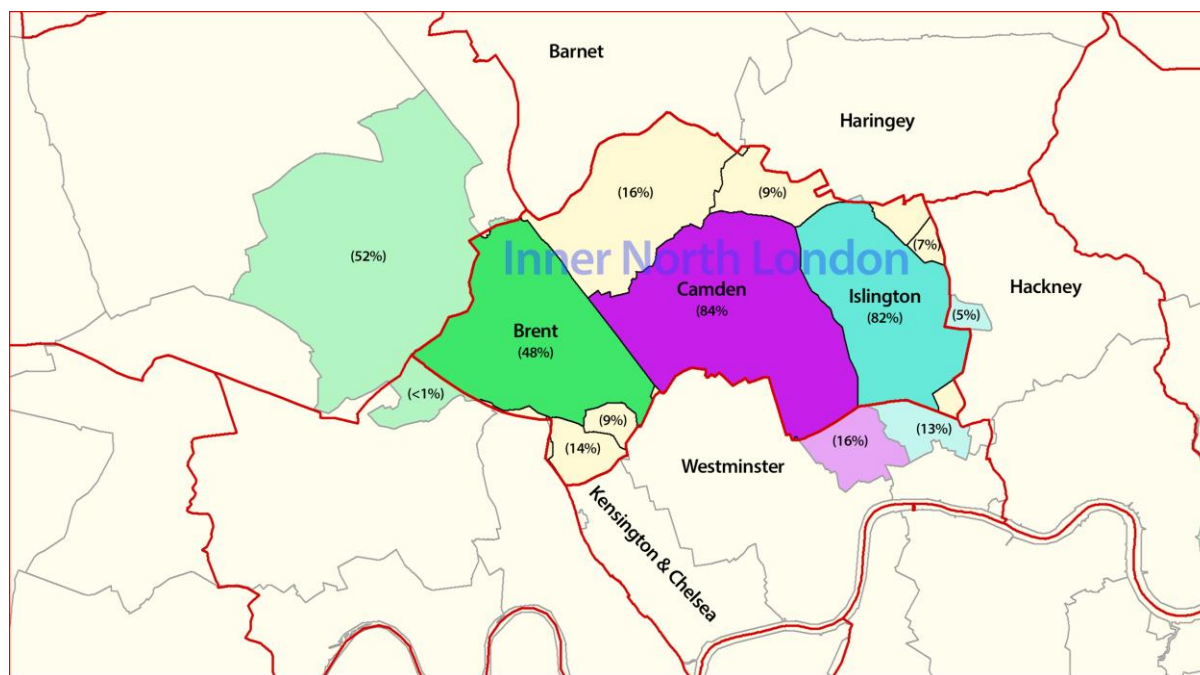 Barnet
Haringey
(16%)
(9%)
(7%)
(52%)
Inner North London
Camden
(84%
Islington
(82%)
Hackney
(5%)
Brent
(48%)
(<1%)
(9%)
(14%)
(16%)
(13%)
Westminster
Kensington & Chelsea